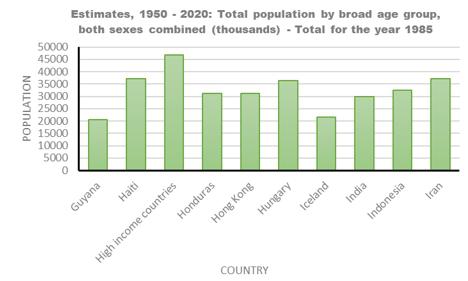 Estimates, 1950 - 2020: Total population by broad age group,
both sexes combined (thousands) - Total for the year 1985
POPULATION
50000
45000
40000
35000
30000
25000
20000
15000
10000
5000
0
Guyana
Haiti
High income countries
Honduras
Hong Kong
Hungary
Iceland
India
Indonesia
Iran
COUNTRY